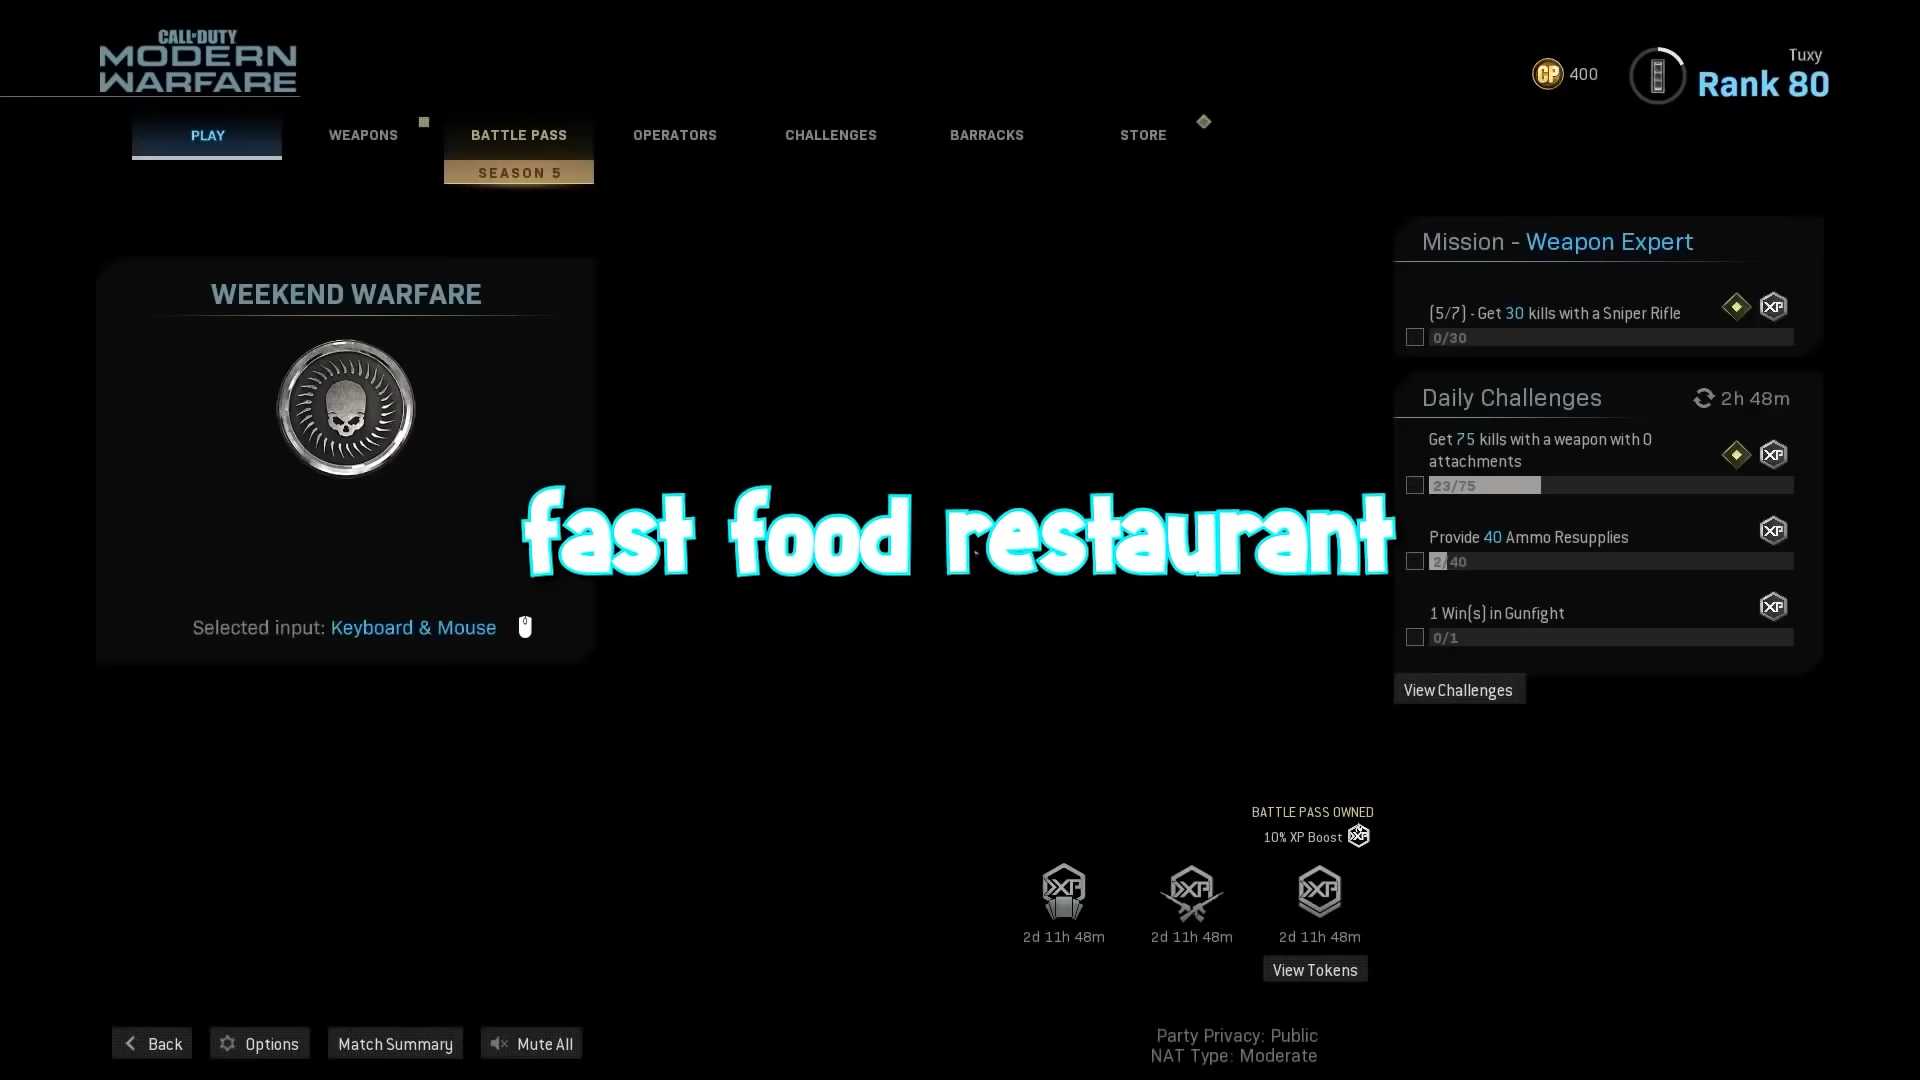 CALL OF DUTY
MODERN
WARFARE
CP 400
Tuxy
Rank 80
PLAY
WEAPONS
BATTLE PASS
OPERATORS
CHALLENGES
BARRACKS
STORE
SEASON 5
WEEKEND WARFARE
Selected input: Keyboard & Mouse
fast food restaurant
Mission - Weapon Expert
(5/7) - Get 30 kills with a Sniper Rifle
XP
0/30
Daily Challenges
2h 48m
Get 75 kills with a weapon with 0
attachments
XP
23/75
Provide 40 Ammo Resupplies
XP
2/40
1 Win(s) in Gunfight
XP
0/1
View Challenges
BATTLE PASS OWNED
10% XP Boost
2d 11h 48m
2d 11h 48m
2d 11h 48m
View Tokens
Back
Options
Match Summary
Mute All
Party Privacy: Public
NAT Type: Moderate